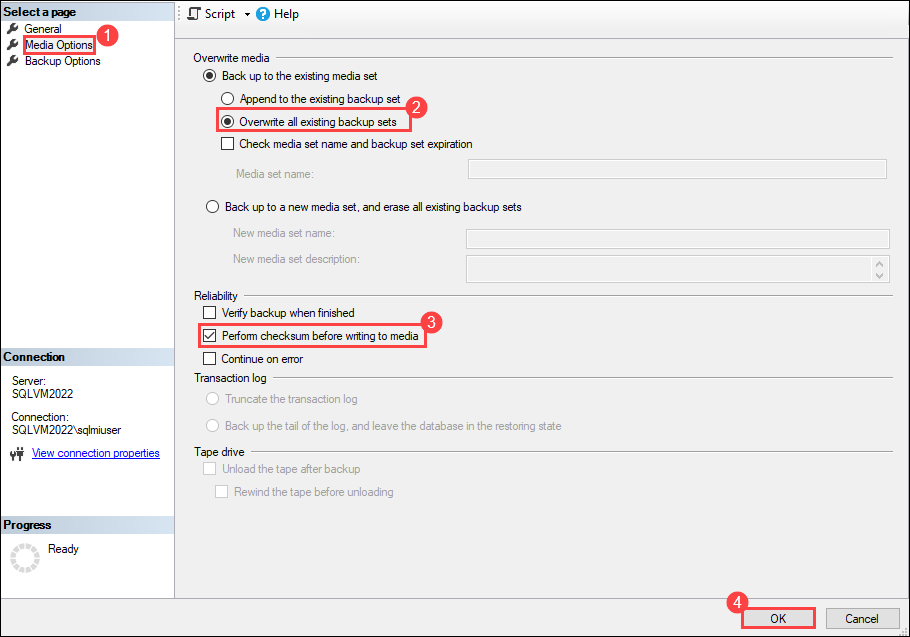 Select a page
General
Media Options
1
Backup Options
Script
Help
Overwrite media
Back up to the existing media set
Append to the existing backup set
2
Overwrite all existing backup sets
Check media set name and backup set expiration
Media set name:
Back up to a new media set, and erase all existing backup sets
New media set name:
New media set description:
Reliability
Verify backup when finished
3
Perform checksum before writing to media
Continue on error
Transaction log
Truncate the transaction log
Back up the tail of the log, and leave the database in the restoring state
Tape drive
Unload the tape after backup
Rewind the tape before unloading
Connection
Server:
SQLVM2022
Connection:
SQLVM2022\sqlmiuser
View connection properties
Progress
Ready
4
OK
Cancel